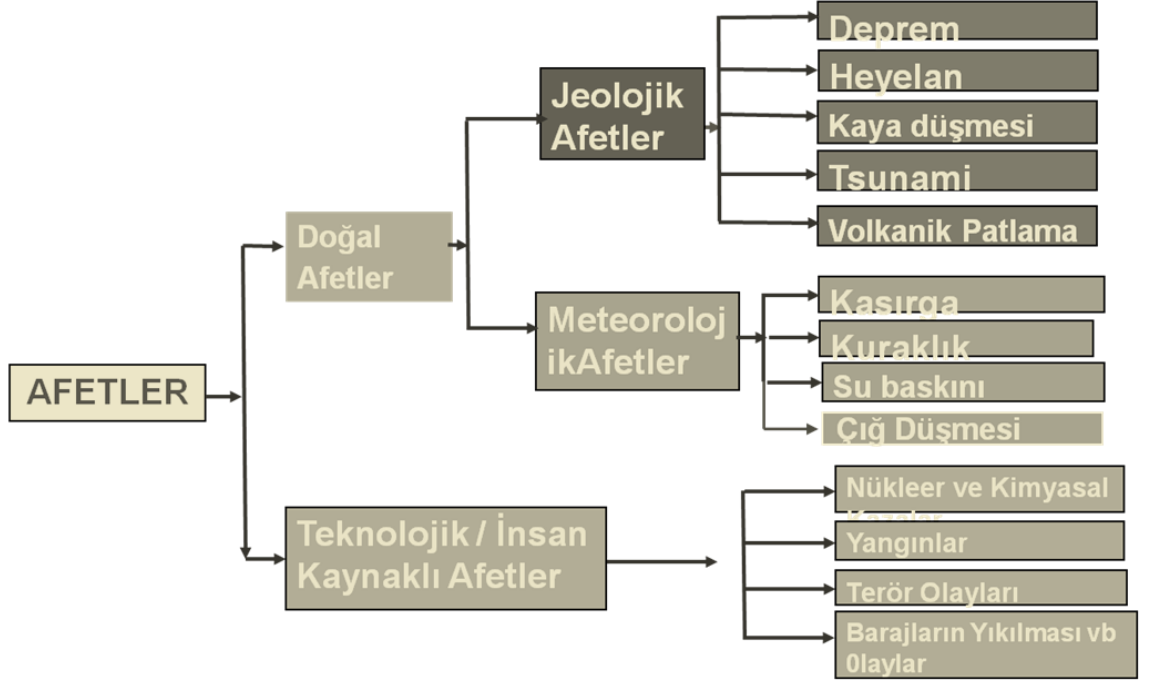 AFETLER
Doğal
Afetler
Jeolojik
Afetler
Deprem
Heyelan
Kaya düşmesi
Tsunami
Volkanik Patlama
Meteoroloj
ikAfetler
Kasırga
Kuraklık
Su baskını
Çığ Düşmesi
Teknolojik / İnsan
Kaynaklı Afetler
Nükleer ve Kimyasal
Kazalar
Yangınlar
Terör Olayları
Barajların Yıkılması vb
0laylar